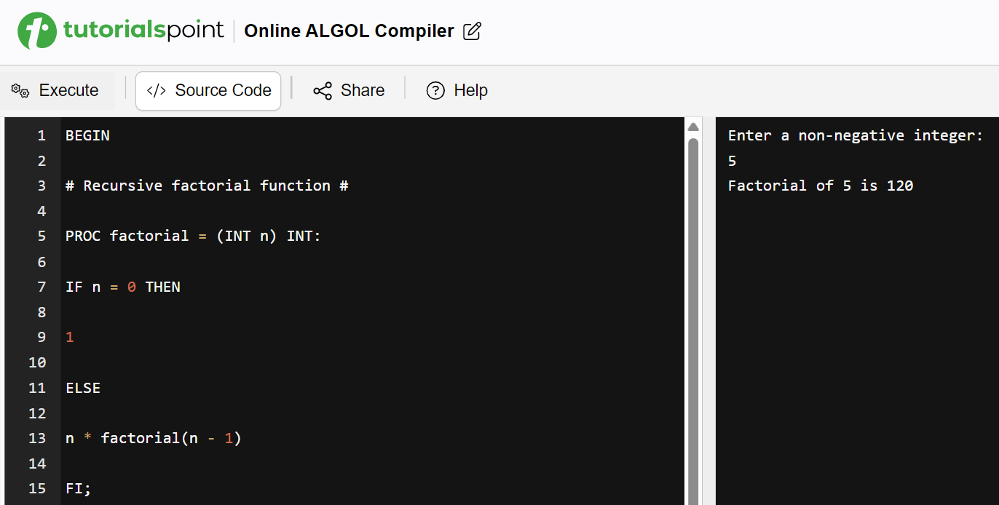 tutorialspoint Online ALGOL Compiler
Execute </> Source Code Share ? Help
1 BEGIN
2
3 # Recursive factorial function #
4
5 PROC factorial = (INT n) INT:
6
7 IF n = 0 THEN
8
9 1
10
11 ELSE
12
13 n * factorial(n - 1)
14
15 FI;
Enter a non-negative integer:
5
Factorial of 5 is 120